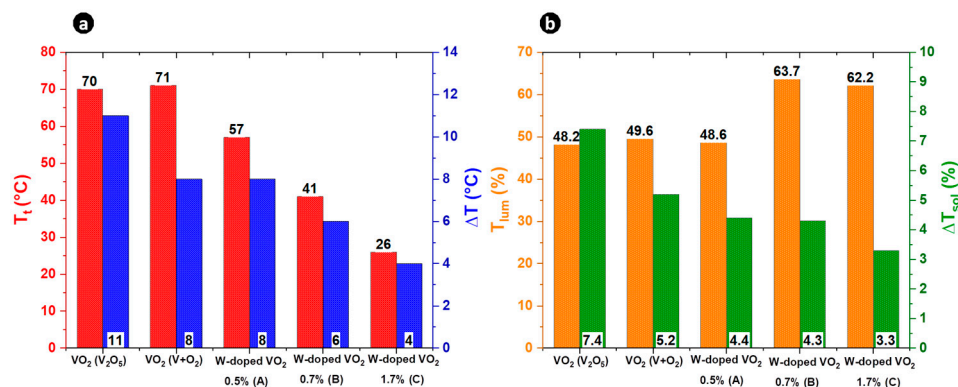 a
80
70
60
50
40
30
20
10
0
Tt (°C)
70
71
57
41
26
11
8
8
6
4
14
12
10
8
6
4
2
0
ΔT (°C)
VO2 (V2O5)
VO2 (V+O2)
W-doped VO2
0.5% (A)
W-doped VO2
0.7% (B)
W-doped VO2
1.7% (C)
b
70
60
50
40
30
20
10
0
Tlum (%)
48.2
49.6
48.6
63.7
62.2
7.4
5.2
4.4
4.3
3.3
10
9
8
7
6
5
4
3
2
1
0
ΔTsol (%)
VO2 (V2O5)
VO2 (V+O2)
W-doped VO2
0.5% (A)
W-doped VO2
0.7% (B)
W-doped VO2
1.7% (C)